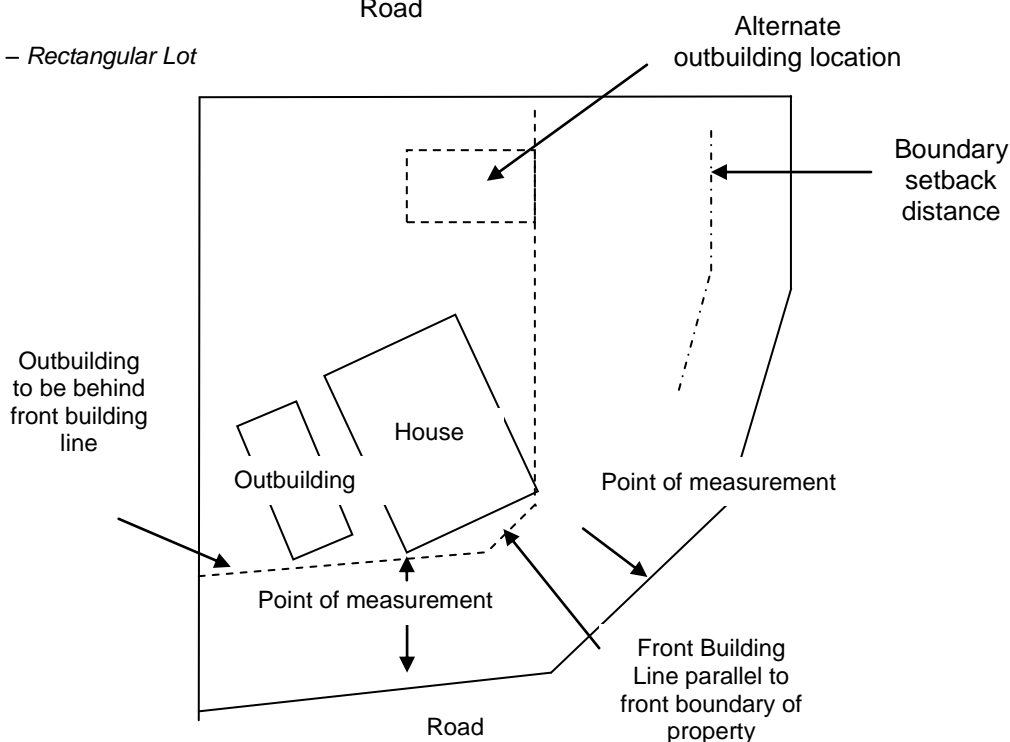 Road
– Rectangular Lot
Alternate
outbuilding location
Boundary
setback
distance
Outbuilding
to be behind
front building
line
House
Outbuilding
Point of measurement
Point of measurement
Front Building
Line parallel to
front boundary of
property
Road